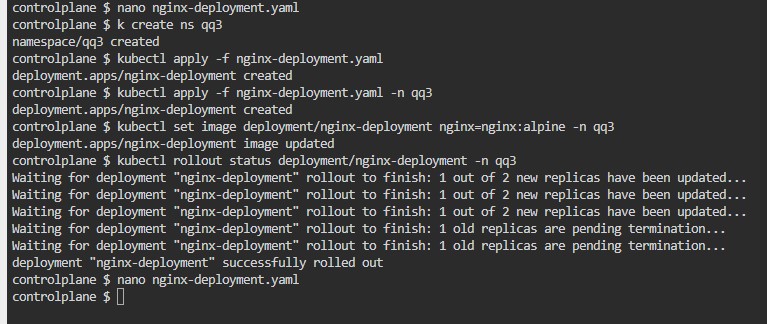 controlplane $ nano nginx-deployment.yaml
controlplane $ k create ns qq3
namespace/qq3 created
controlplane $ kubectl apply -f nginx-deployment.yaml
deployment.apps/nginx-deployment created
controlplane $ kubectl apply -f nginx-deployment.yaml -n qq3
deployment.apps/nginx-deployment created
controlplane $ kubectl set image deployment/nginx-deployment nginx=nginx:alpine -n qq3
deployment.apps/nginx-deployment image updated
controlplane $ kubectl rollout status deployment/nginx-deployment -n qq3
Waiting for deployment "nginx-deployment" rollout to finish: 1 out of 2 new replicas have been updated...
Waiting for deployment "nginx-deployment" rollout to finish: 1 out of 2 new replicas have been updated...
Waiting for deployment "nginx-deployment" rollout to finish: 1 out of 2 new replicas have been updated...
Waiting for deployment "nginx-deployment" rollout to finish: 1 old replicas are pending termination...
Waiting for deployment "nginx-deployment" rollout to finish: 1 old replicas are pending termination...
deployment "nginx-deployment" successfully rolled out
controlplane $ nano nginx-deployment.yaml
controlplane $